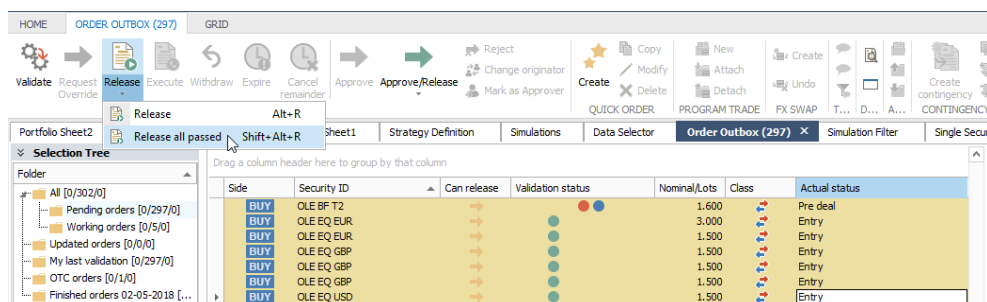 HOME ORDER OUTBOX (297) GRID
Validate Request Override Release Execute Withdraw Expire Cancel remainder Approve Approve/Release
Reject
Change originator
Mark as Approver
Create
Copy
Modify
Delete
QUICK ORDER
New
Attach
Detach
PROGRAM TRADE
Create
Undo
FX SWAP
T... D... A...
Create contingency
CONTINGENC
Release Alt+R
Release all passed Shift+Alt+R
Portfolio Sheet2 Sheet1 Strategy Definition Simulations Data Selector Order Outbox (297) × Simulation Filter Single Secur
Selection Tree
Folder
All [0/302/0]
Pending orders [0/297/0]
Working orders [0/5/0]
Updated orders [0/0/0]
My last validation [0/297/0]
OTC orders [0/1/0]
Finished orders 02-05-2018 [...
Drag a column header here to group by that column
Side Security ID Can release Validation status Nominal/Lots Class Actual status
BUY OLE BF T2 1.600 Pre deal
BUY OLE EQ EUR 3.000 Entry
BUY OLE EQ EUR 1.500 Entry
BUY OLE EQ GBP 1.500 Entry
BUY OLE EQ GBP 1.500 Entry
BUY OLE EQ GBP 1.500 Entry
BUY OLE EQ USD 1.500 Entry